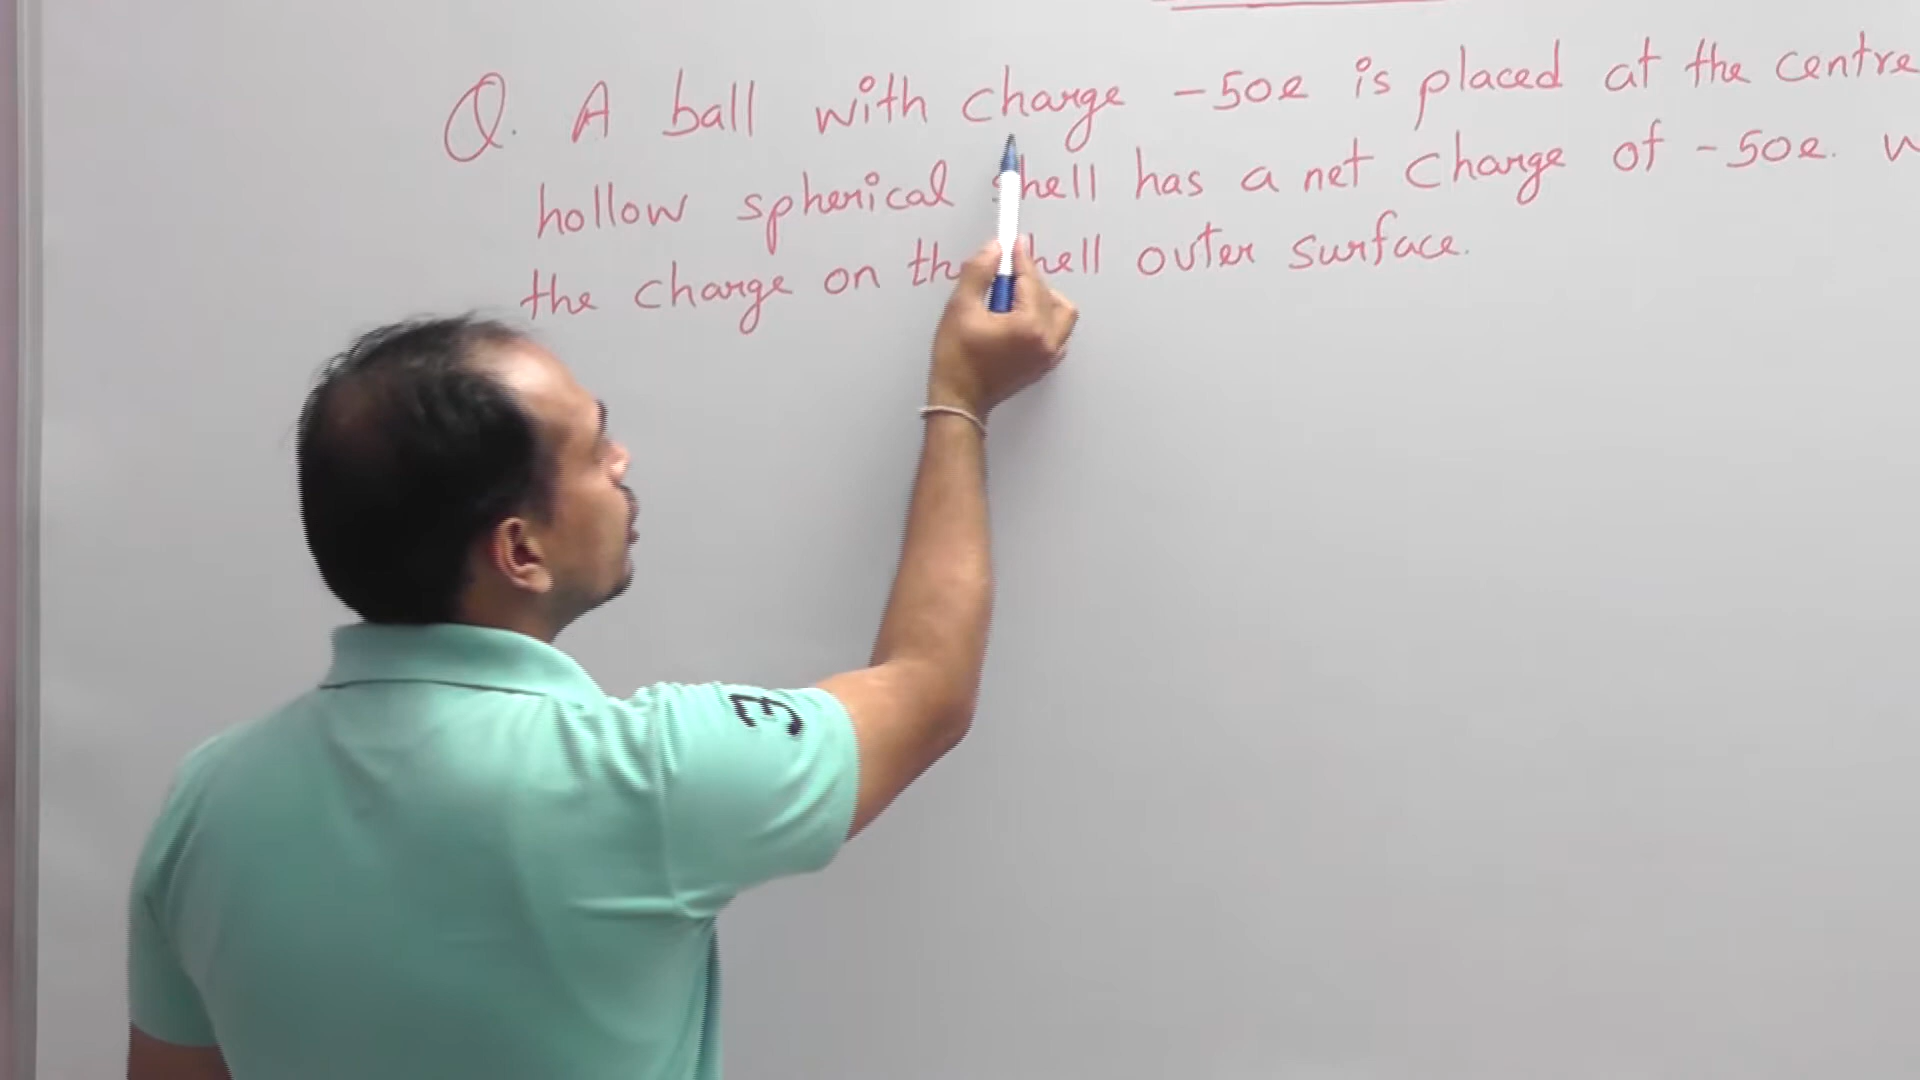 Q. A ball with charge -50e is placed at the centre
hollow spherical shell has a net charge of -50e.
the charge on the shell outer surface.